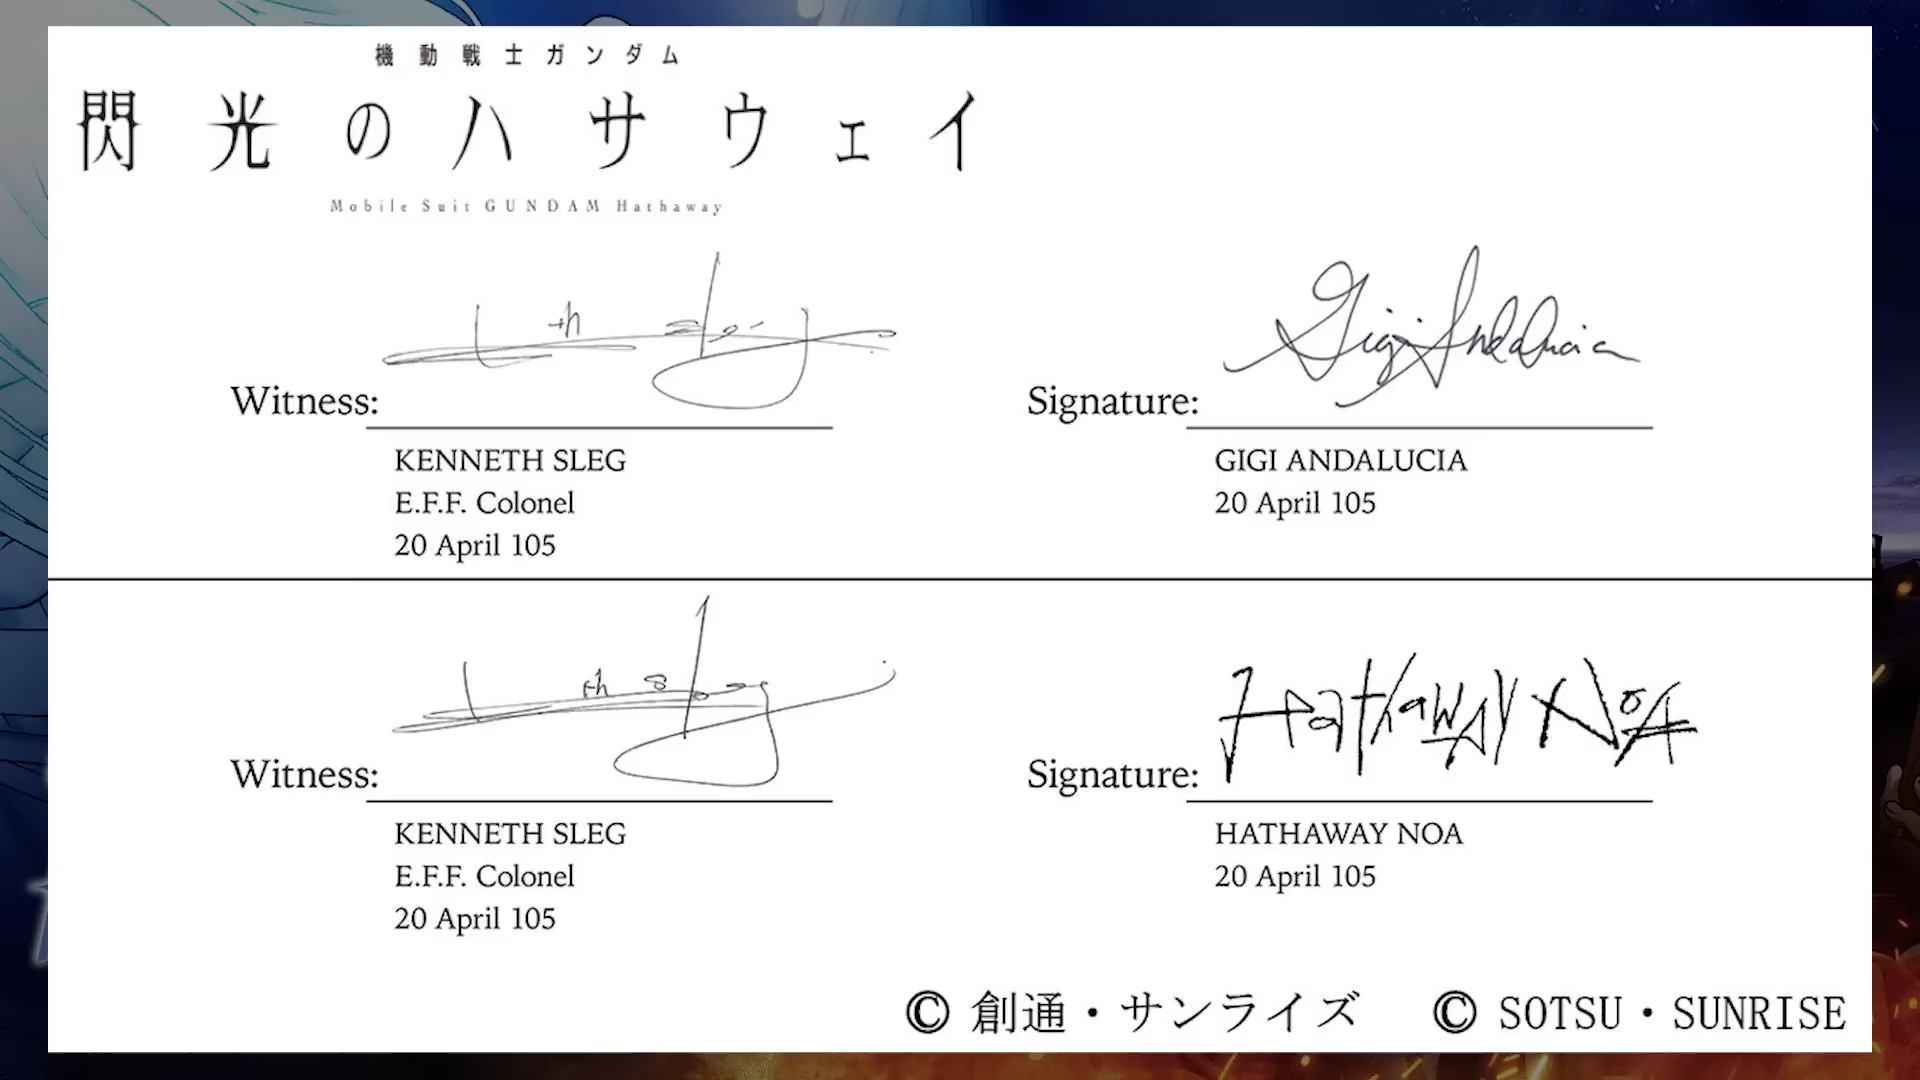 機動戦士ガンダム
閃光のハサウェイ
Mobile Suit GUNDAM Hathaway
Witness:
KENNETH SLEG
E.F.F. Colonel
20 April 105
Signature: Gigi Andalucia
GIGI ANDALUCIA
20 April 105
Witness:
KENNETH SLEG
E.F.F. Colonel
20 April 105
Signature: Hathaway Noa
HATHAWAY NOA
20 April 105
© 創通・サンライズ © SOTSU・SUNRISE